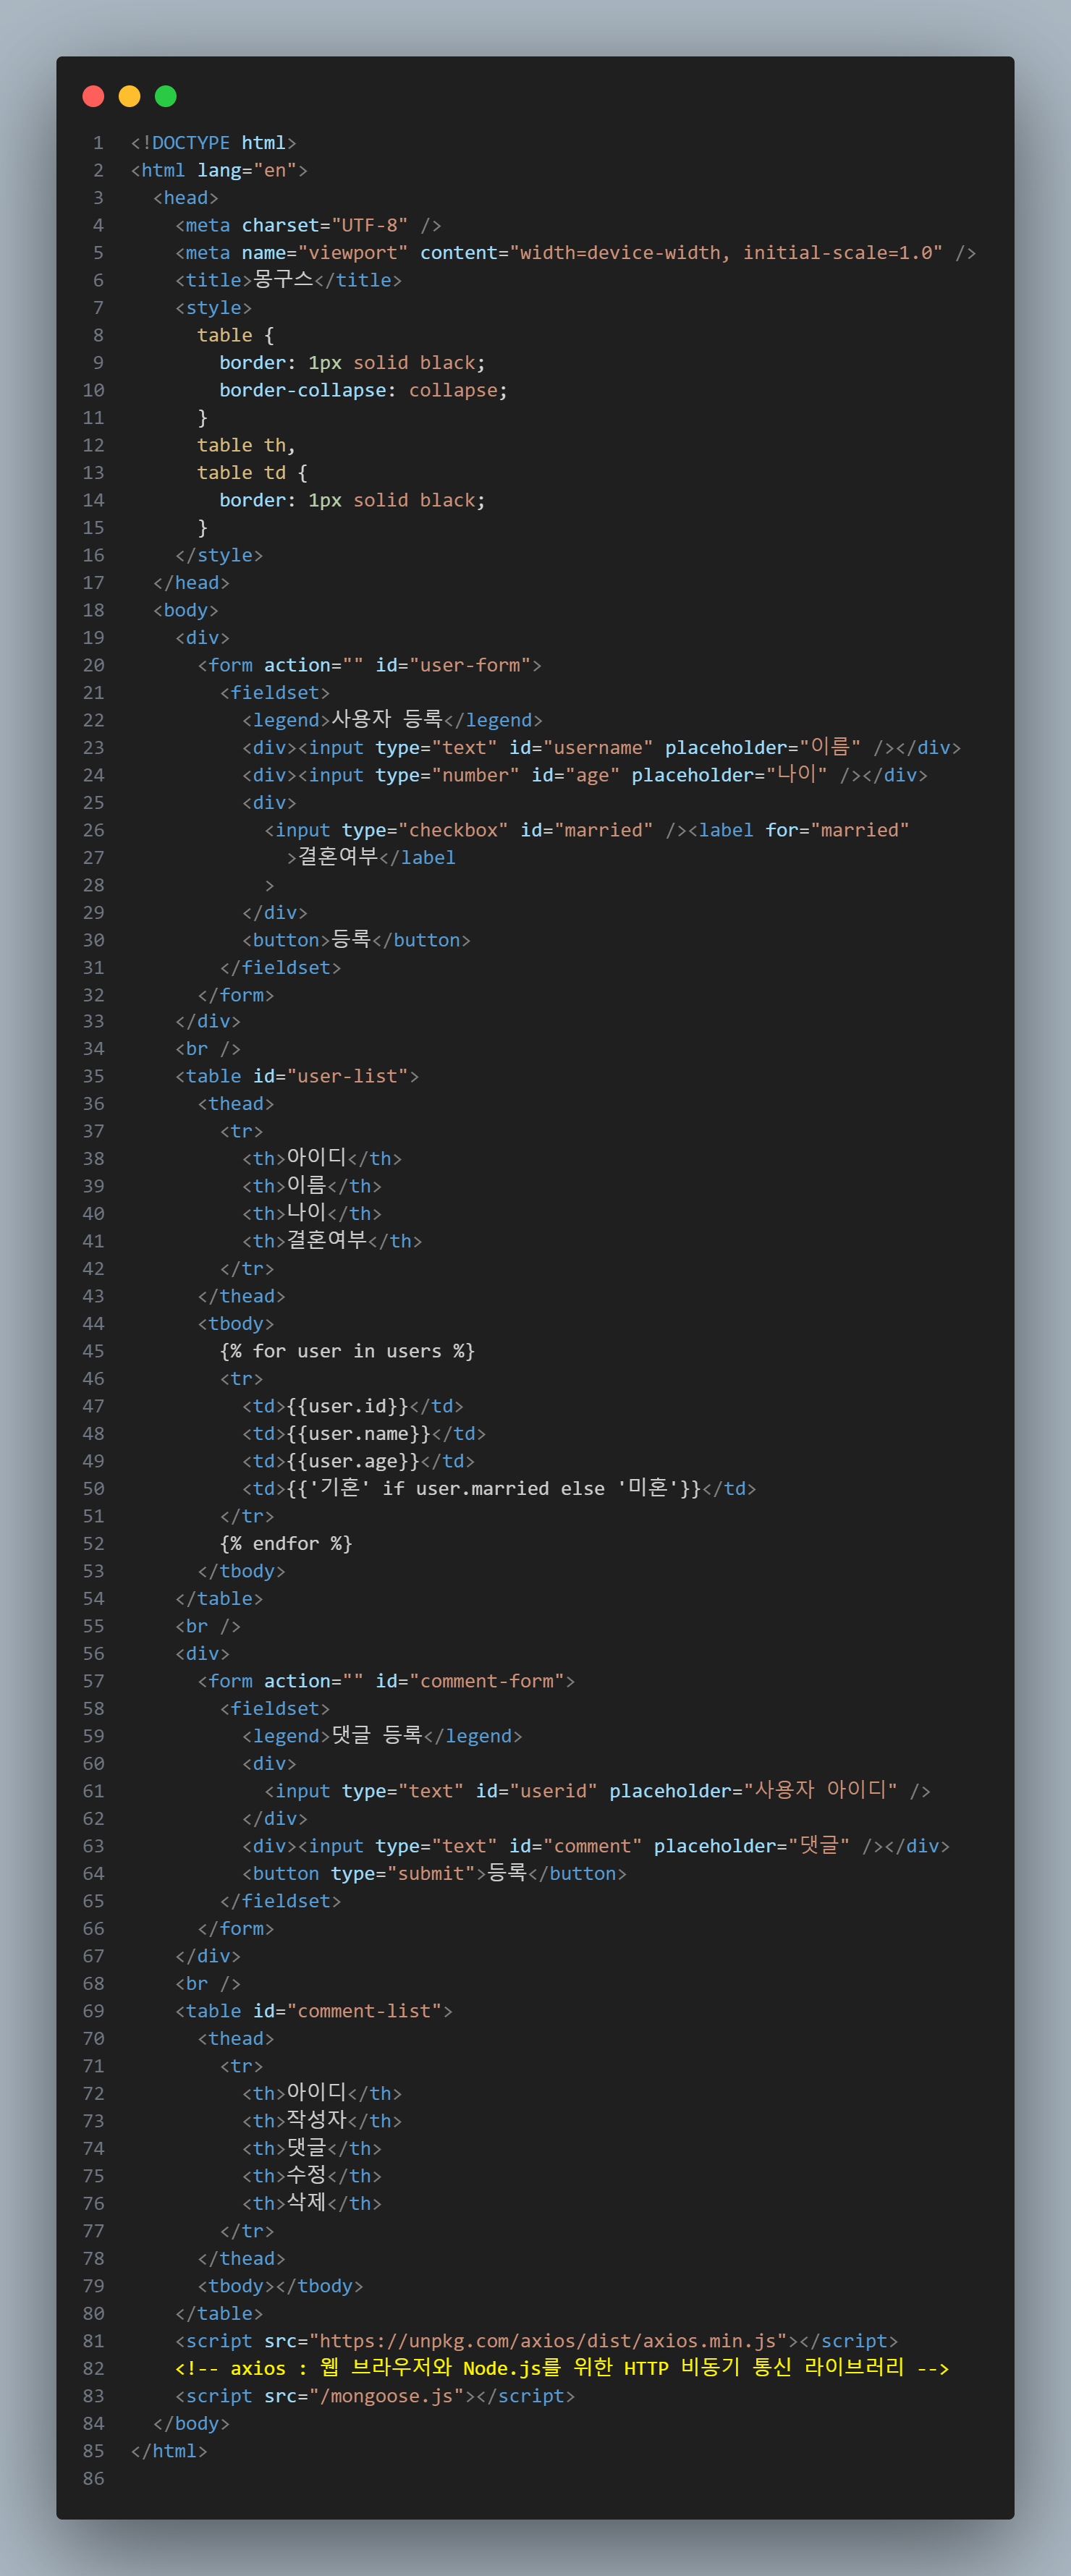 1 <!DOCTYPE html>
2 <html lang="en">
3   <head>
4     <meta charset="UTF-8" />
5     <meta name="viewport" content="width=device-width, initial-scale=1.0" />
6     <title>몽구스</title>
7     <style>
8       table {
9         border: 1px solid black;
10         border-collapse: collapse;
11       }
12       table th,
13       table td {
14         border: 1px solid black;
15       }
16     </style>
17   </head>
18   <body>
19     <div>
20       <form action="" id="user-form">
21         <fieldset>
22           <legend>사용자 등록</legend>
23           <div><input type="text" id="username" placeholder="이름" /></div>
24           <div><input type="number" id="age" placeholder="나이" /></div>
25           <div>
26             <input type="checkbox" id="married" /><label for="married"
27               >결혼여부</label
28             >
29           </div>
30           <button>등록</button>
31         </fieldset>
32       </form>
33     </div>
34     <br />
35     <table id="user-list">
36       <thead>
37         <tr>
38           <th>아이디</th>
39           <th>이름</th>
40           <th>나이</th>
41           <th>결혼여부</th>
42         </tr>
43       </thead>
44       <tbody>
45         {% for user in users %}
46         <tr>
47           <td>{{user.id}}</td>
48           <td>{{user.name}}</td>
49           <td>{{user.age}}</td>
50           <td>{{'기혼' if user.married else '미혼'}}</td>
51         </tr>
52         {% endfor %}
53       </tbody>
54     </table>
55     <br />
56     <div>
57       <form action="" id="comment-form">
58         <fieldset>
59           <legend>댓글 등록</legend>
60           <div>
61             <input type="text" id="userid" placeholder="사용자 아이디" />
62           </div>
63           <div><input type="text" id="comment" placeholder="댓글" /></div>
64           <button type="submit">등록</button>
65         </fieldset>
66       </form>
67     </div>
68     <br />
69     <table id="comment-list">
70       <thead>
71         <tr>
72           <th>아이디</th>
73           <th>작성자</th>
74           <th>댓글</th>
75           <th>수정</th>
76           <th>삭제</th>
77         </tr>
78       </thead>
79       <tbody></tbody>
80     </table>
81     <script src="https://unpkg.com/axios/dist/axios.min.js"></script>
82     <!-- axios : 웹 브라우저와 Node.js를 위한 HTTP 비동기 통신 라이브러리 -->
83     <script src="/mongoose.js"></script>
84   </body>
85 </html>
86